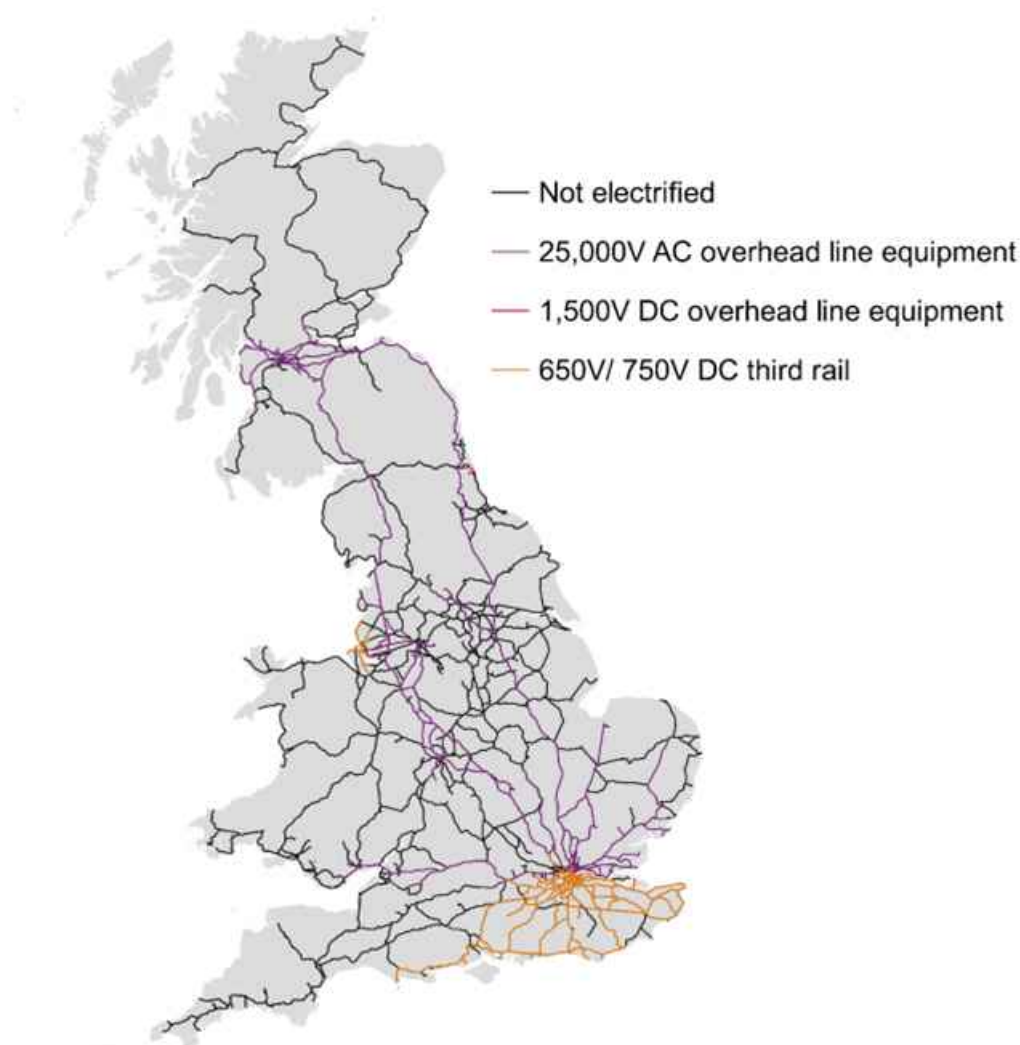 Not electrified
25,000V AC overhead line equipment
1,500V DC overhead line equipment
650V/ 750V DC third rail